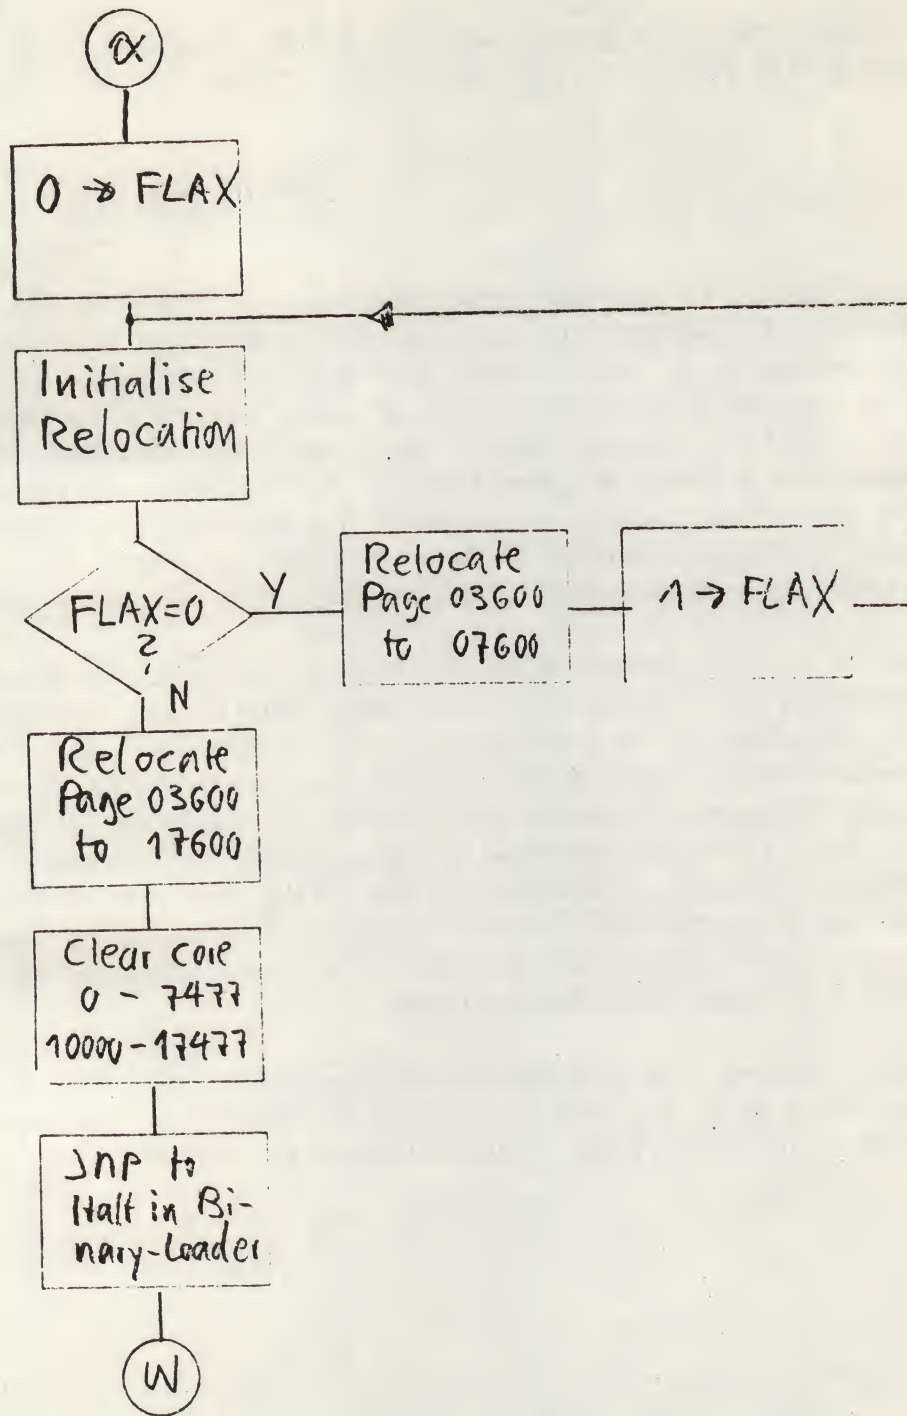 α
0 → FLAX
Initialise
Relocation
FLAX=0
?
Y
Relocate
Page 03600
to 07600
1 → FLAX
N
Relocate
Page 03600
to 17600
Clear core
0 - 7477
10000-17477
JMP to
Halt in Bi-
nary-Loader
W